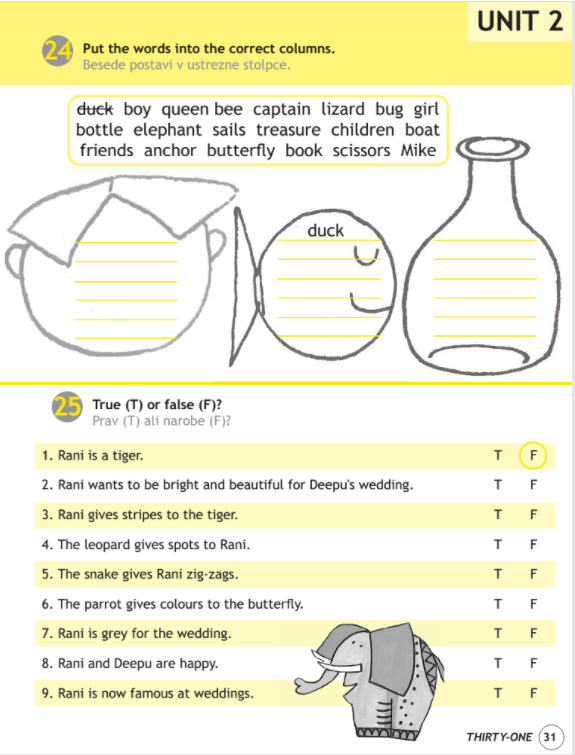 UNIT 2
24 Put the words into the correct columns.
Besede postavi v ustrezne stolpce.
duck boy queen bee captain lizard bug girl
bottle elephant sails treasure children boat
friends anchor butterfly book scissors Mike
duck
25 True (T) or false (F)?
Prav (T) ali narobe (F)?
1. Rani is a tiger. T F
2. Rani wants to be bright and beautiful for Deepu's wedding. T F
3. Rani gives stripes to the tiger. T F
4. The leopard gives spots to Rani. T F
5. The snake gives Rani zig-zags. T F
6. The parrot gives colours to the butterfly. T F
7. Rani is grey for the wedding. T F
8. Rani and Deepu are happy. T F
9. Rani is now famous at weddings. T F
THIRTY-ONE 31